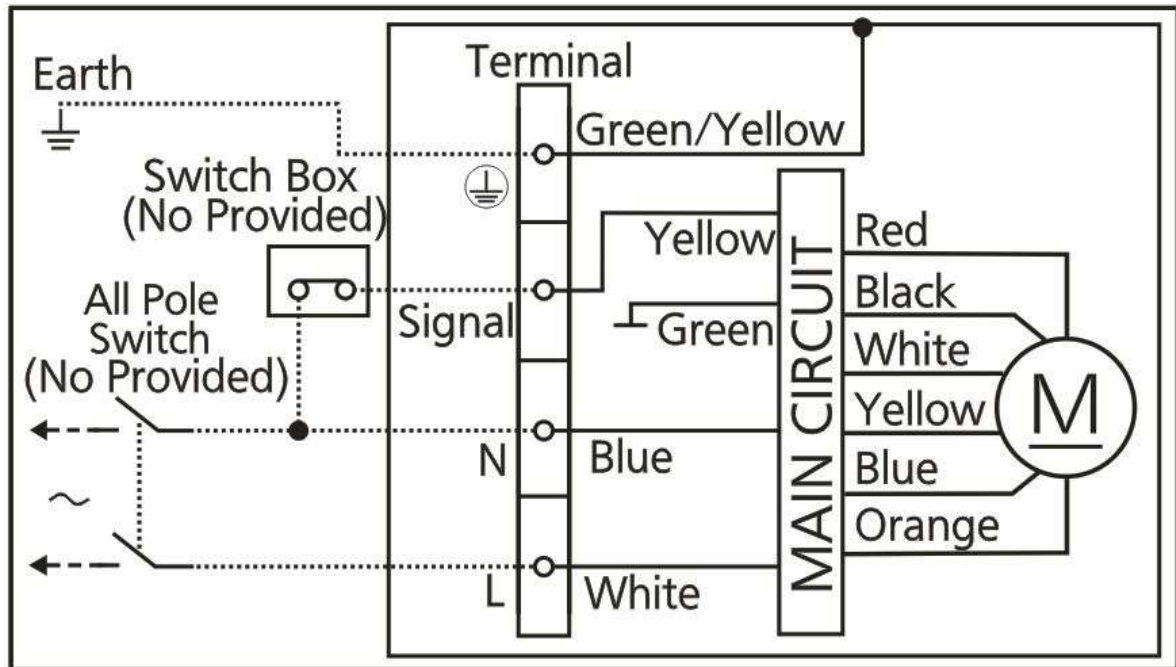 Earth
Terminal
Green/Yellow
Switch Box
(No Provided)
Yellow
Red
All Pole
Switch
(No Provided)
Signal
Green
Black
White
Yellow
N
Blue
Blue
Orange
L
White
MAIN CIRCUIT
M